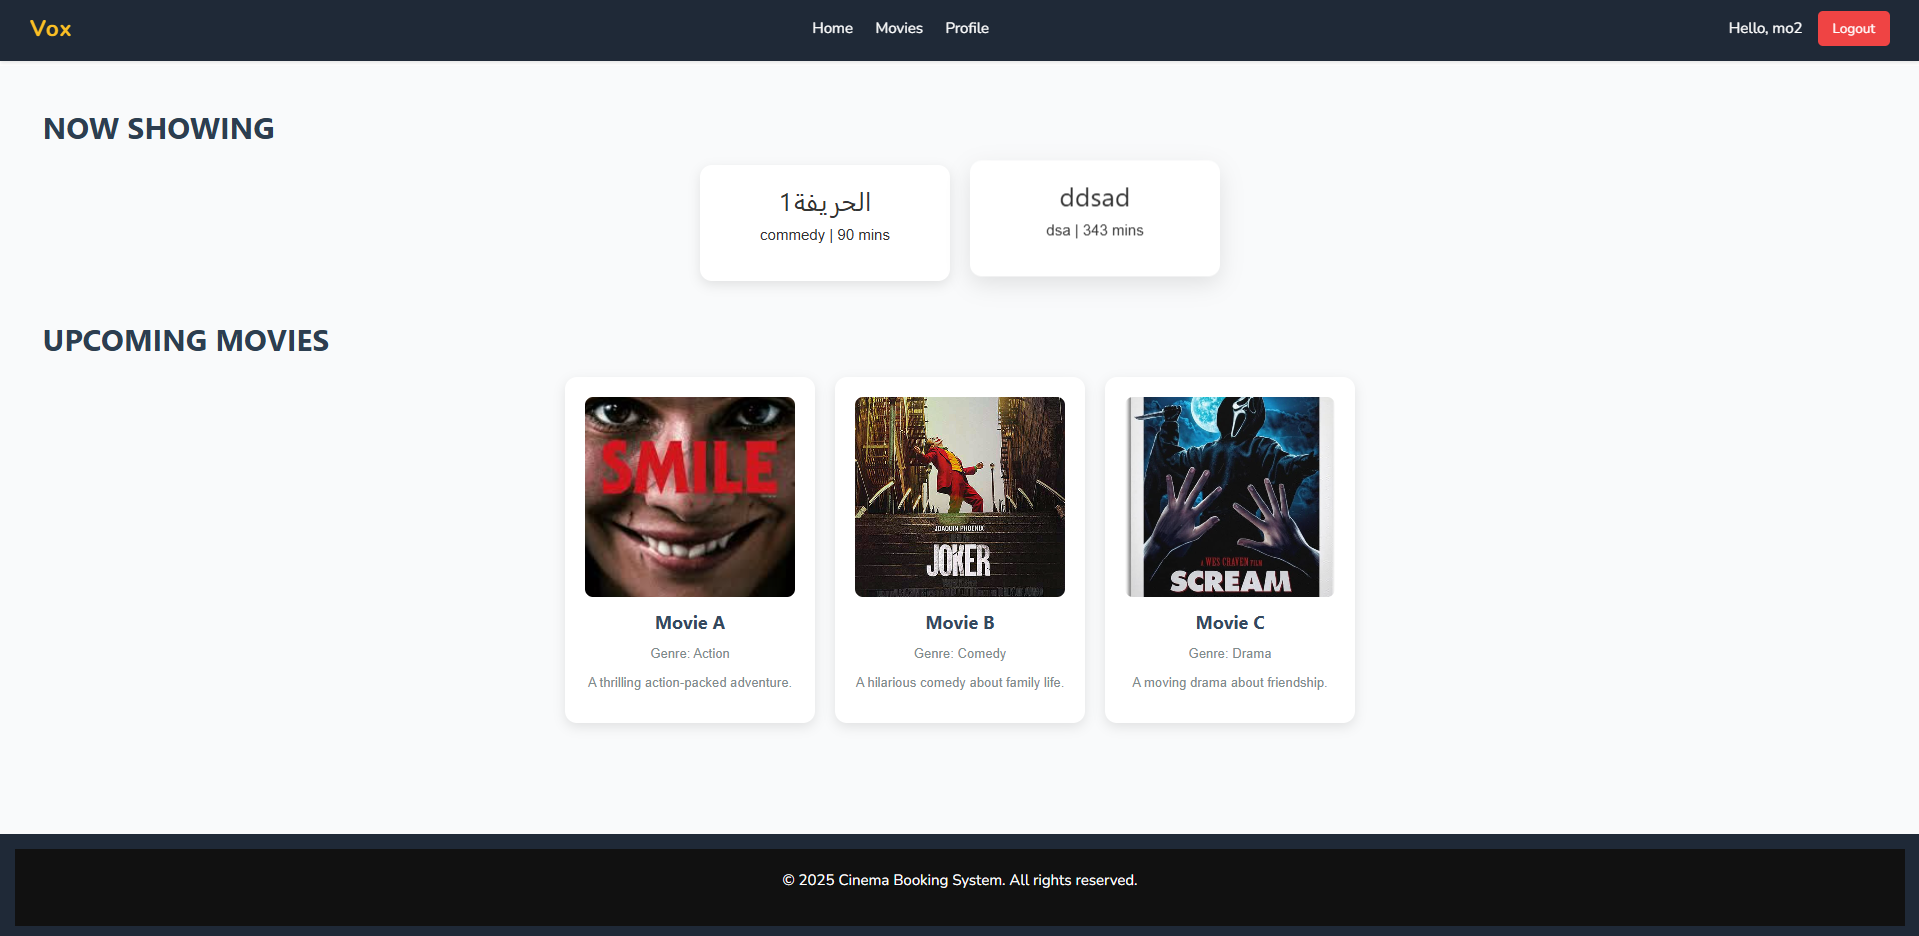 Vox
Home Movies Profile
Hello, mo2
Logout
NOW SHOWING
الحريفة1
commedy | 90 mins
ddsad
dsa | 343 mins
UPCOMING MOVIES
SMILE
Movie A
Genre: Action
A thrilling action-packed adventure.
JOAQUIN PHOENIX
JOKER
Movie B
Genre: Comedy
A hilarious comedy about family life.
A WES CRAVEN FILM
SCREAM
Movie C
Genre: Drama
A moving drama about friendship.
© 2025 Cinema Booking System. All rights reserved.